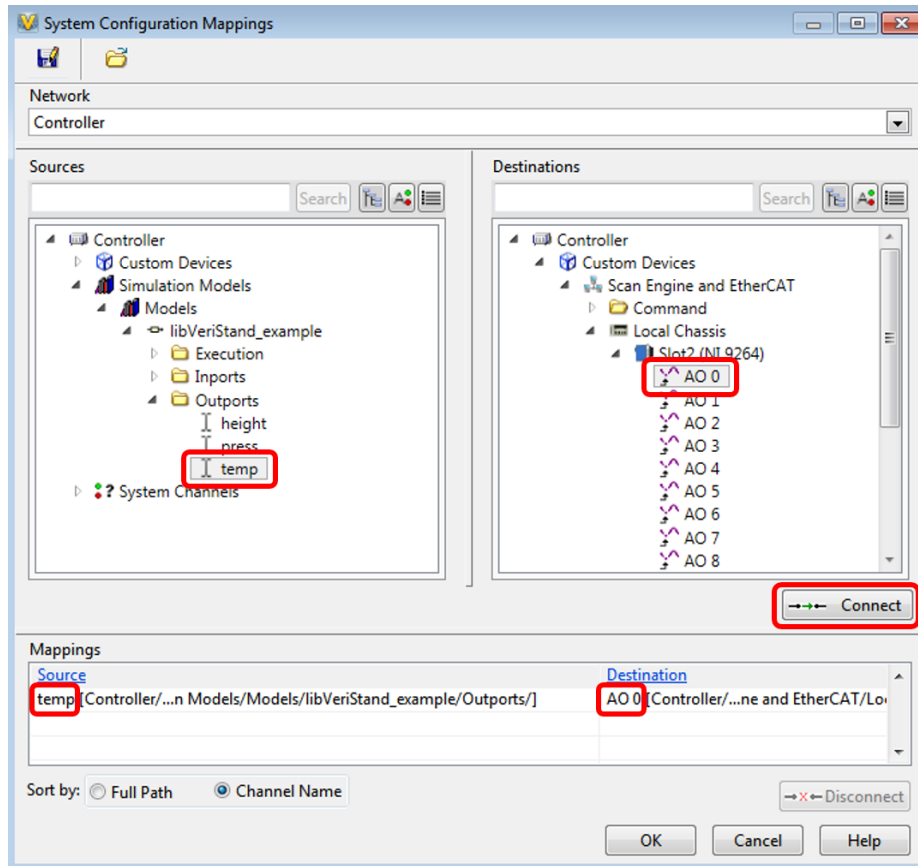 System Configuration Mappings
Network
Controller
Sources
Search
Controller
Custom Devices
Simulation Models
Models
libVeriStand_example
Execution
Inports
Outports
height
press
temp
? System Channels
Destinations
Search
Controller
Custom Devices
Scan Engine and EtherCAT
Command
Local Chassis
Slot2 (NI 9264)
AO 0
AO 1
AO 2
AO 3
AO 4
AO 5
AO 6
AO 7
AO 8
Connect
Mappings
Source Destination
temp [Controller/...n Models/Models/libVeriStand_example/Outports/] AO 0 [Controller/...ne and EtherCAT/Lo
Sort by: Full Path Channel Name
Disconnect
OK Cancel Help